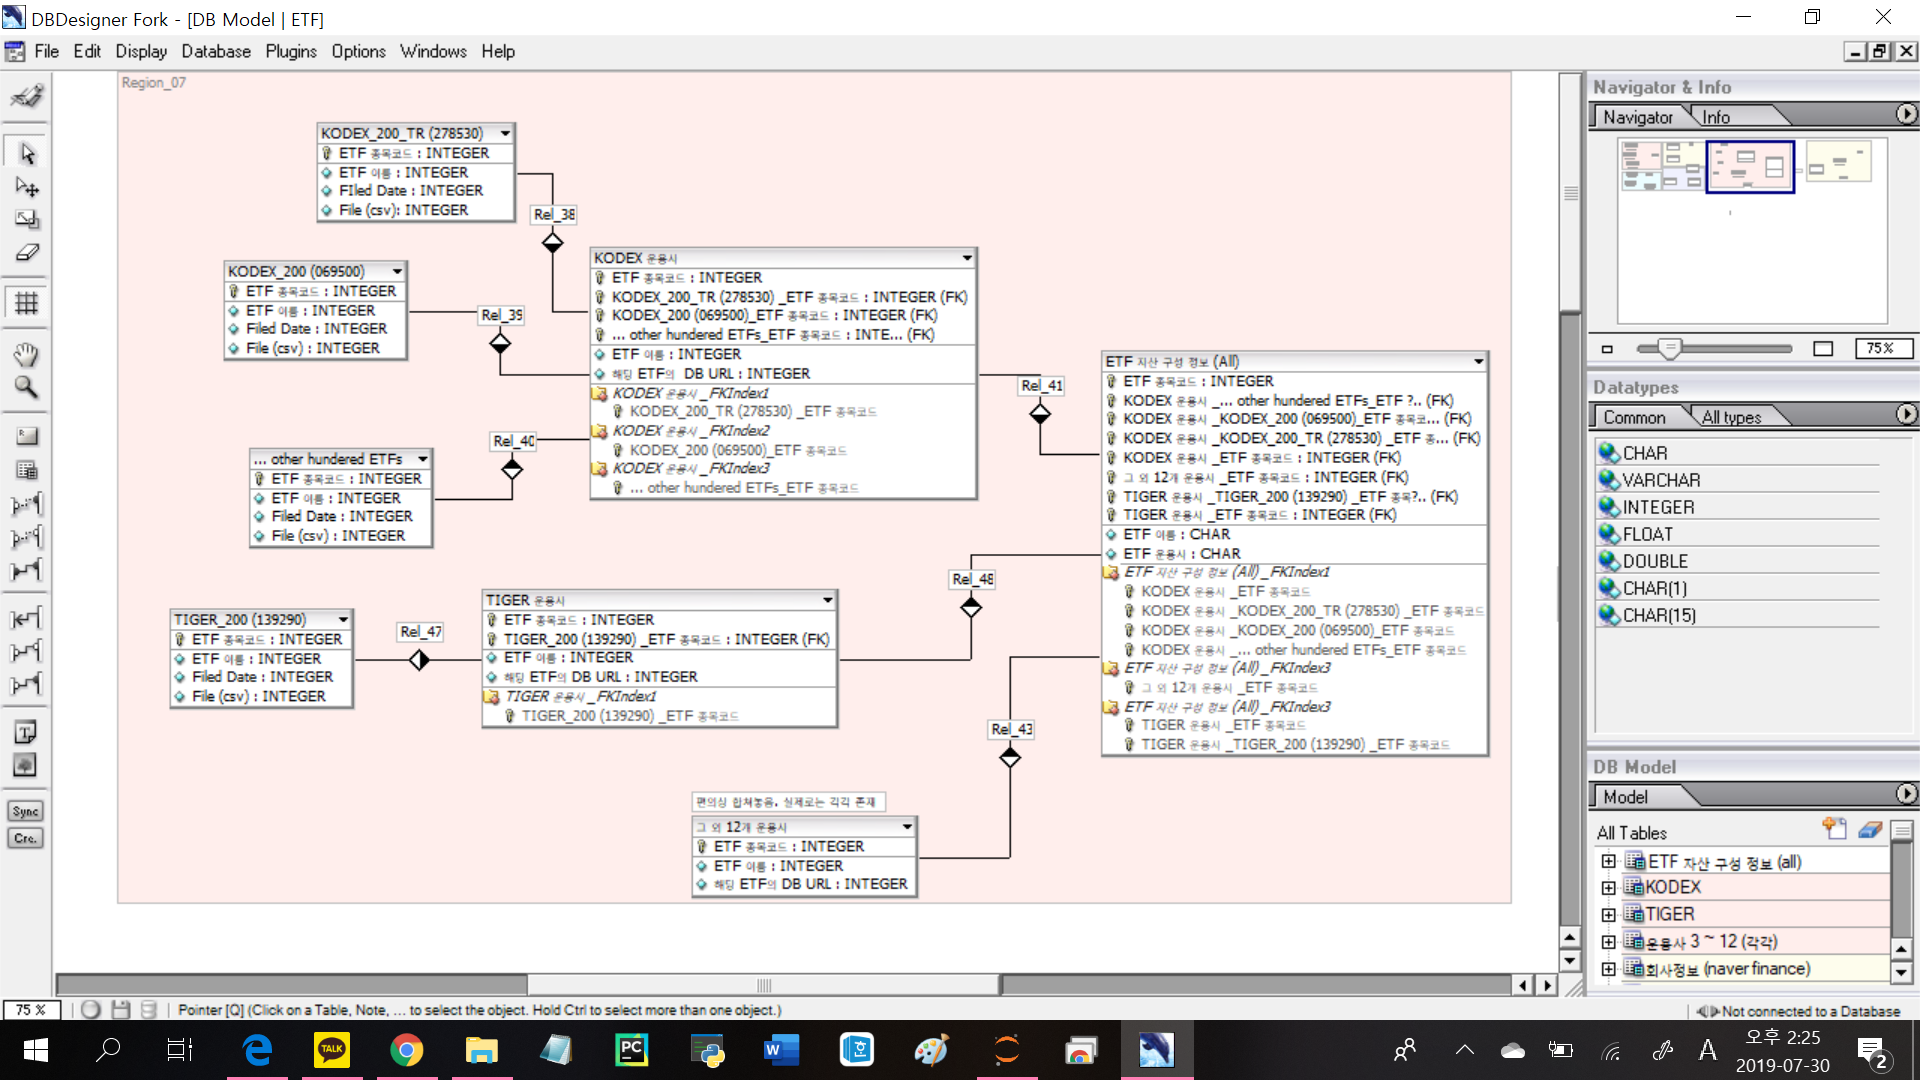 DBDesigner Fork - [DB Model | ETF]
File Edit Display Database Plugins Options Windows Help
Region_07
KODEX_200_TR (278530)
ETF 종목코드 : INTEGER
ETF 이름 : INTEGER
FIled Date : INTEGER
File (csv): INTEGER
Rel_38
KODEX_200 (069500)
ETF 종목코드 : INTEGER
ETF 이름 : INTEGER
Filed Date : INTEGER
File (csv) : INTEGER
Rel_39
... other hundered ETFs
ETF 종목코드 : INTEGER
ETF 이름 : INTEGER
Filed Date : INTEGER
File (csv) : INTEGER
Rel_40
KODEX 운용사
ETF 종목코드 : INTEGER
KODEX_200_TR (278530) _ETF 종목코드 : INTEGER (FK)
KODEX_200 (069500)_ETF 종목코드 : INTEGER (FK)
... other hundered ETFs_ETF 종목코드 : INTE... (FK)
ETF 이름 : INTEGER
해당 ETF의 DB URL : INTEGER
KODEX 운용사 _FKIndex1
KODEX_200_TR (278530) _ETF 종목코드
KODEX 운용사 _FKIndex2
KODEX_200 (069500)_ETF 종목코드
KODEX 운용사 _FKIndex3
... other hundered ETFs_ETF 종목코드
Rel_41
TIGER_200 (139290)
ETF 종목코드 : INTEGER
ETF 이름 : INTEGER
Filed Date : INTEGER
File (csv) : INTEGER
Rel_47
TIGER 운용사
ETF 종목코드 : INTEGER
TIGER_200 (139290) _ETF 종목코드 : INTEGER (FK)
ETF 이름 : INTEGER
해당 ETF의 DB URL : INTEGER
TIGER 운용사 _FKIndex1
TIGER_200 (139290) _ETF 종목코드
Rel_48
Rel_43
편의상 합쳐놓음. 실제로는 각각 존재
그 외 12개 운용사
ETF 종목코드 : INTEGER
ETF 이름 : INTEGER
해당 ETF의 DB URL : INTEGER
ETF 자산 구성 정보 (All)
ETF 종목코드 : INTEGER
KODEX 운용사 _... other hundered ETFs_ETF ?.. (FK)
KODEX 운용사 _KODEX_200 (069500)_ETF 종목코... (FK)
KODEX 운용사 _KODEX_200_TR (278530) _ETF 종... (FK)
KODEX 운용사 _ETF 종목코드 : INTEGER (FK)
그 외 12개 운용사 _ETF 종목코드 : INTEGER (FK)
TIGER 운용사 _TIGER_200 (139290) _ETF 종목?.. (FK)
TIGER 운용사 _ETF 종목코드 : INTEGER (FK)
ETF 이름 : CHAR
ETF 운용사 : CHAR
ETF 자산 구성 정보 (All) _FKIndex1
KODEX 운용사 _ETF 종목코드
KODEX 운용사 _KODEX_200_TR (278530) _ETF 종목코드
KODEX 운용사 _KODEX_200 (069500)_ETF 종목코드
KODEX 운용사 _... other hundered ETFs_ETF 종목코드
ETF 자산 구성 정보 (All) _FKIndex3
그 외 12개 운용사 _ETF 종목코드
ETF 자산 구성 정보 (All) _FKIndex3
TIGER 운용사 _ETF 종목코드
TIGER 운용사 _TIGER_200 (139290) _ETF 종목코드
Navigator & Info
Navigator Info
75%
Datatypes
Common All types
CHAR
VARCHAR
INTEGER
FLOAT
DOUBLE
CHAR(1)
CHAR(15)
DB Model
Model
All Tables
ETF 자산 구성 정보 (all)
KODEX
TIGER
운용사 3 ~ 12 (각각)
회사정보 (naver finance)
Sync
Cre.
75 %
Pointer [Q] (Click on a Table, Note, ... to select the object. Hold Ctrl to select more than one object.)
Not connected to a Database
TALK
PC
W
A
오후 2:25
2019-07-30
2